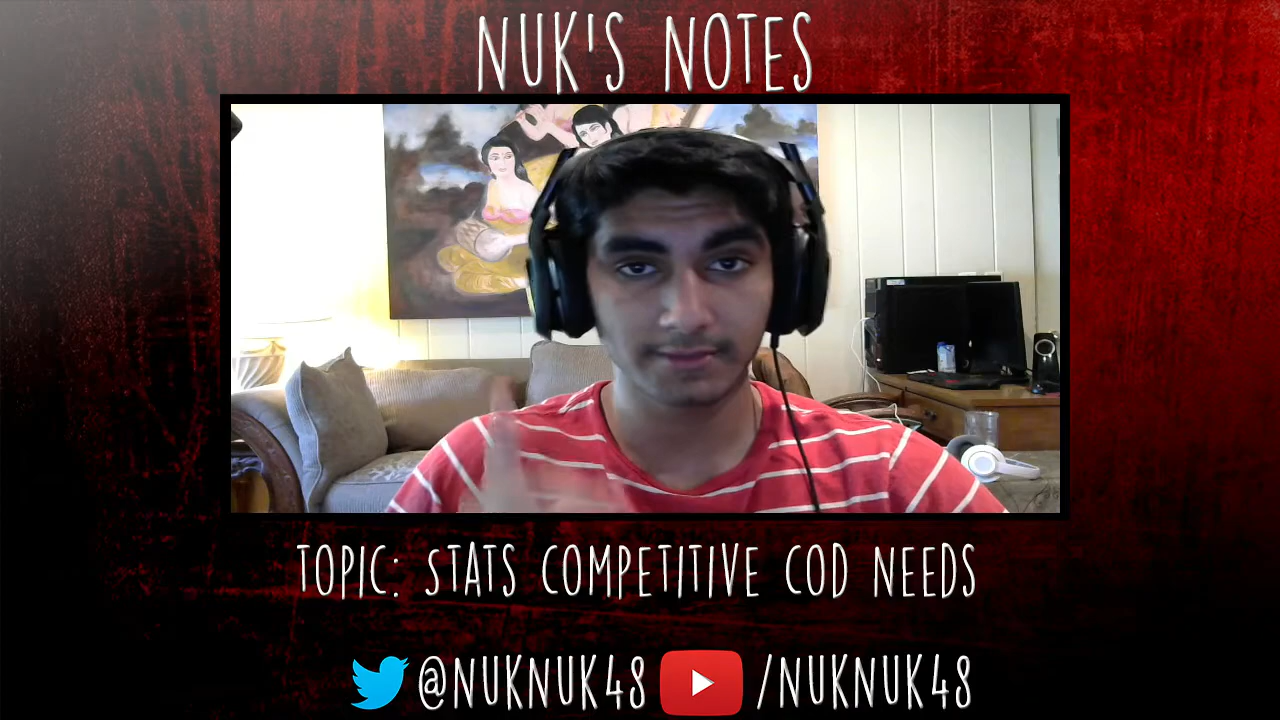 NUK'S NOTES
TOPIC: STATS COMPETITIVE COD NEEDS
@NUKNUK48 /NUKNUK48